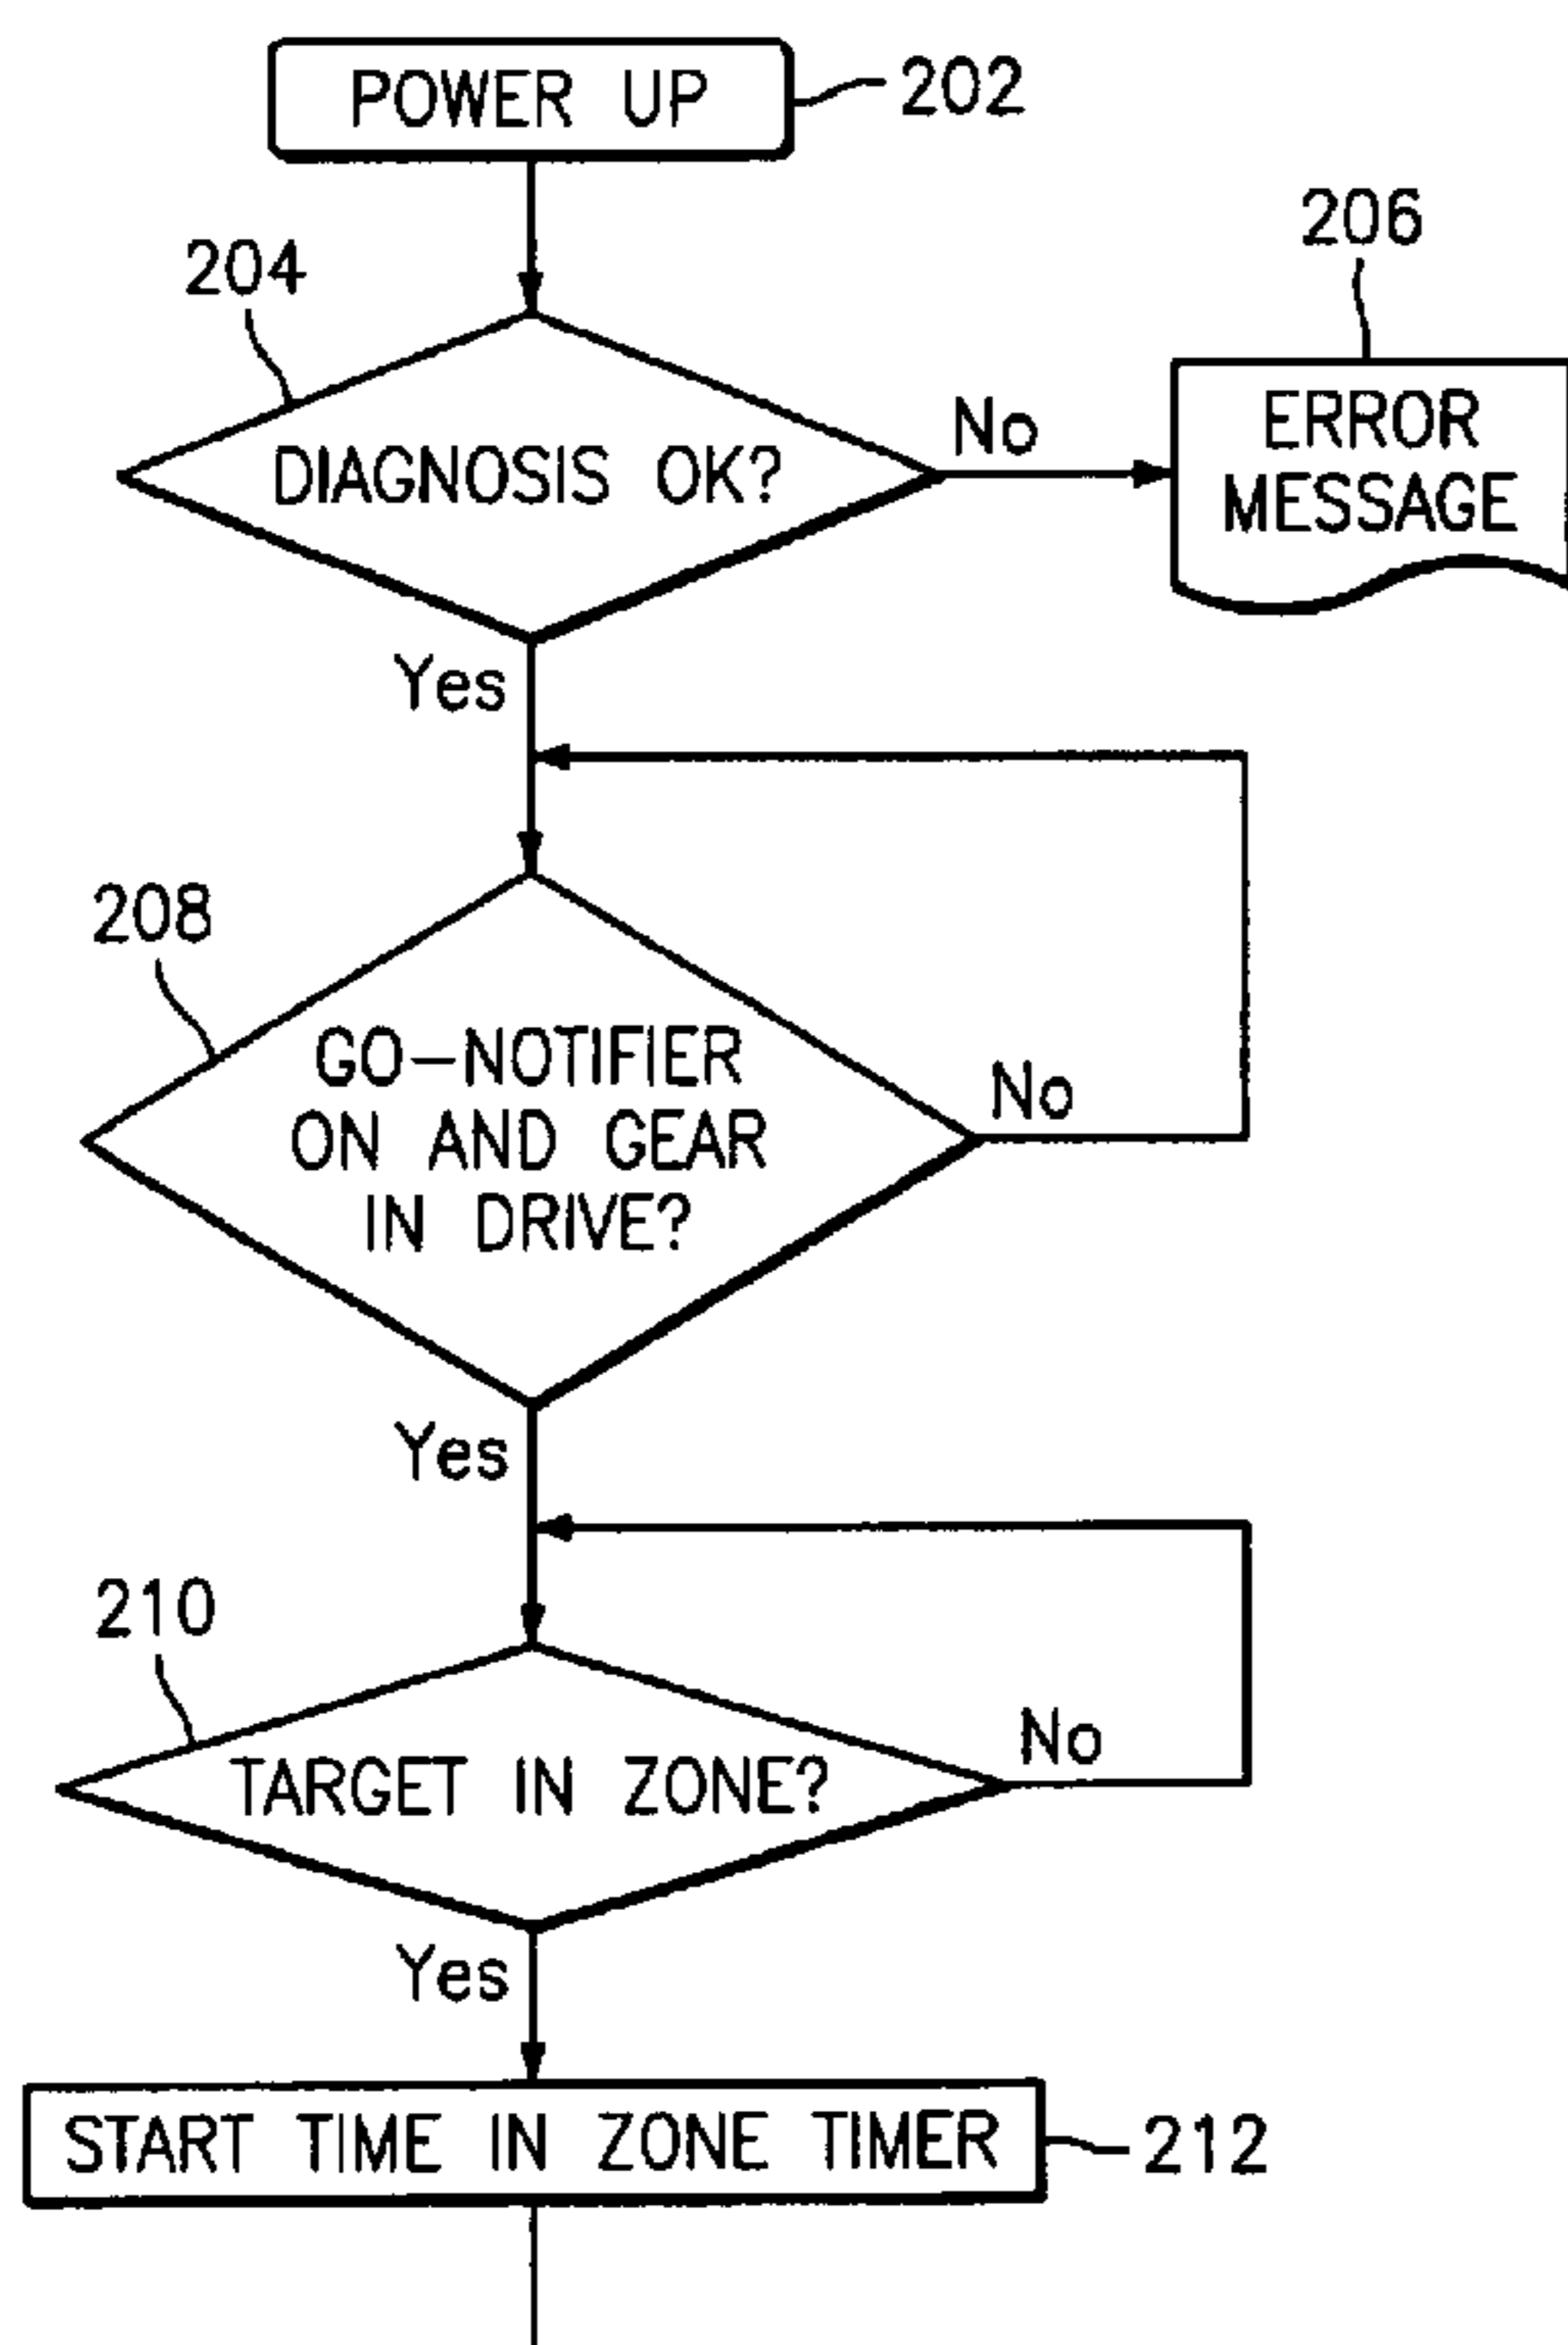 POWER UP
202
206
204
ERROR
MESSAGE
No
DIAGNOSIS OK?
Yes
208
GO-NOTIFIER
ON AND GEAR
IN DRIVE?
No
Yes
210
No
TARGET IN ZONE?
Yes
START TIME IN ZONE TIMER
212